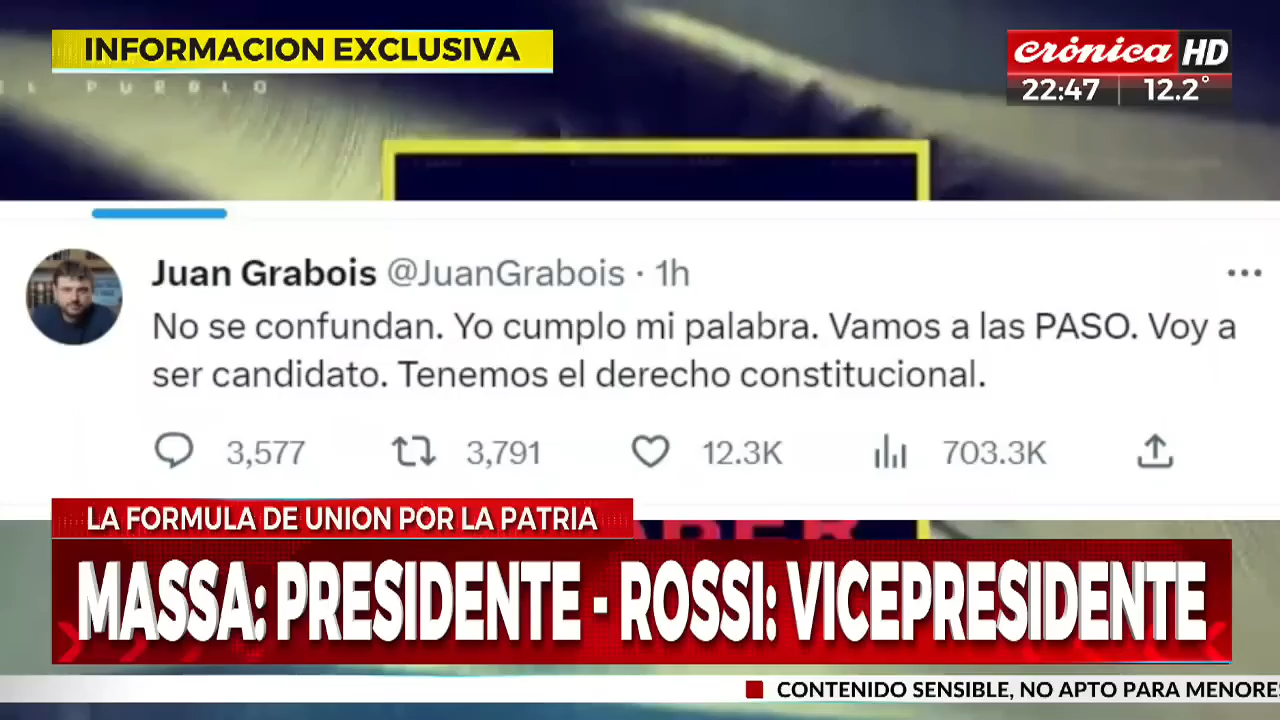 INFORMACION EXCLUSIVA
crónica HD
22:47 12.2°
EL PUEBLO
Juan Grabois @JuanGrabois · 1h
No se confundan. Yo cumplo mi palabra. Vamos a las PASO. Voy a
ser candidato. Tenemos el derecho constitucional.
3,577 3,791 12.3K 703.3K
LA FORMULA DE UNION POR LA PATRIA
MASSA: PRESIDENTE - ROSSI: VICEPRESIDENTE
CONTENIDO SENSIBLE, NO APTO PARA MENORES